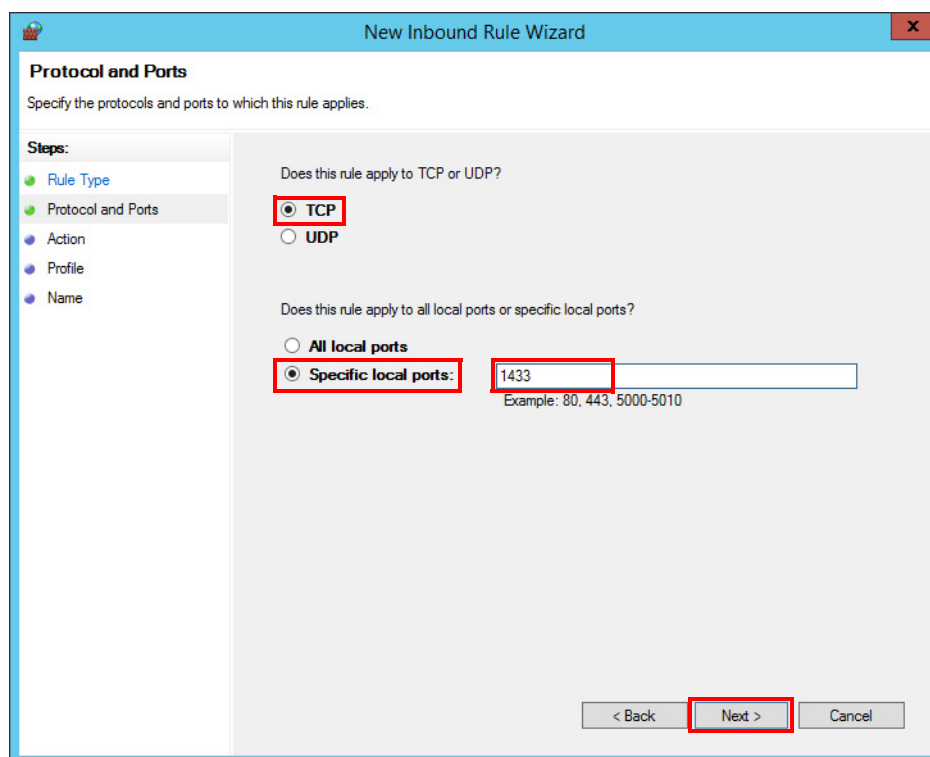 New Inbound Rule Wizard
x
Protocol and Ports
Specify the protocols and ports to which this rule applies.
Steps:
Rule Type
Protocol and Ports
Action
Profile
Name
Does this rule apply to TCP or UDP?
TCP
UDP
Does this rule apply to all local ports or specific local ports?
All local ports
Specific local ports: 1433
Example: 80, 443, 5000-5010
< Back Next > Cancel